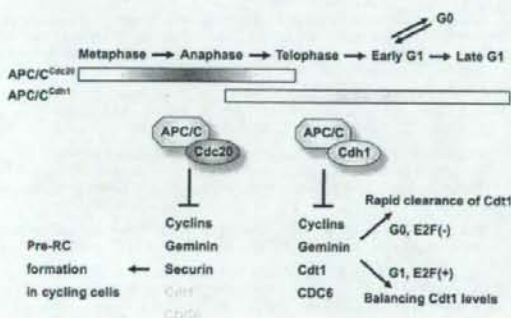 G0
Metaphase Anaphase Telophase Early G1 Late G1
APC/C^Cdc20
APC/C^Cdh1
APC/C Cdc20
APC/C Cdh1
Rapid clearance of Cdt1
Cyclins Cyclins
G0, E2F(-)
Pre-RC Geminin Geminin
formation Securin Cdt1
G1, E2F(+)
in cycling cells Cdt1 CDC6
Balancing Cdt1 levels
CDC6